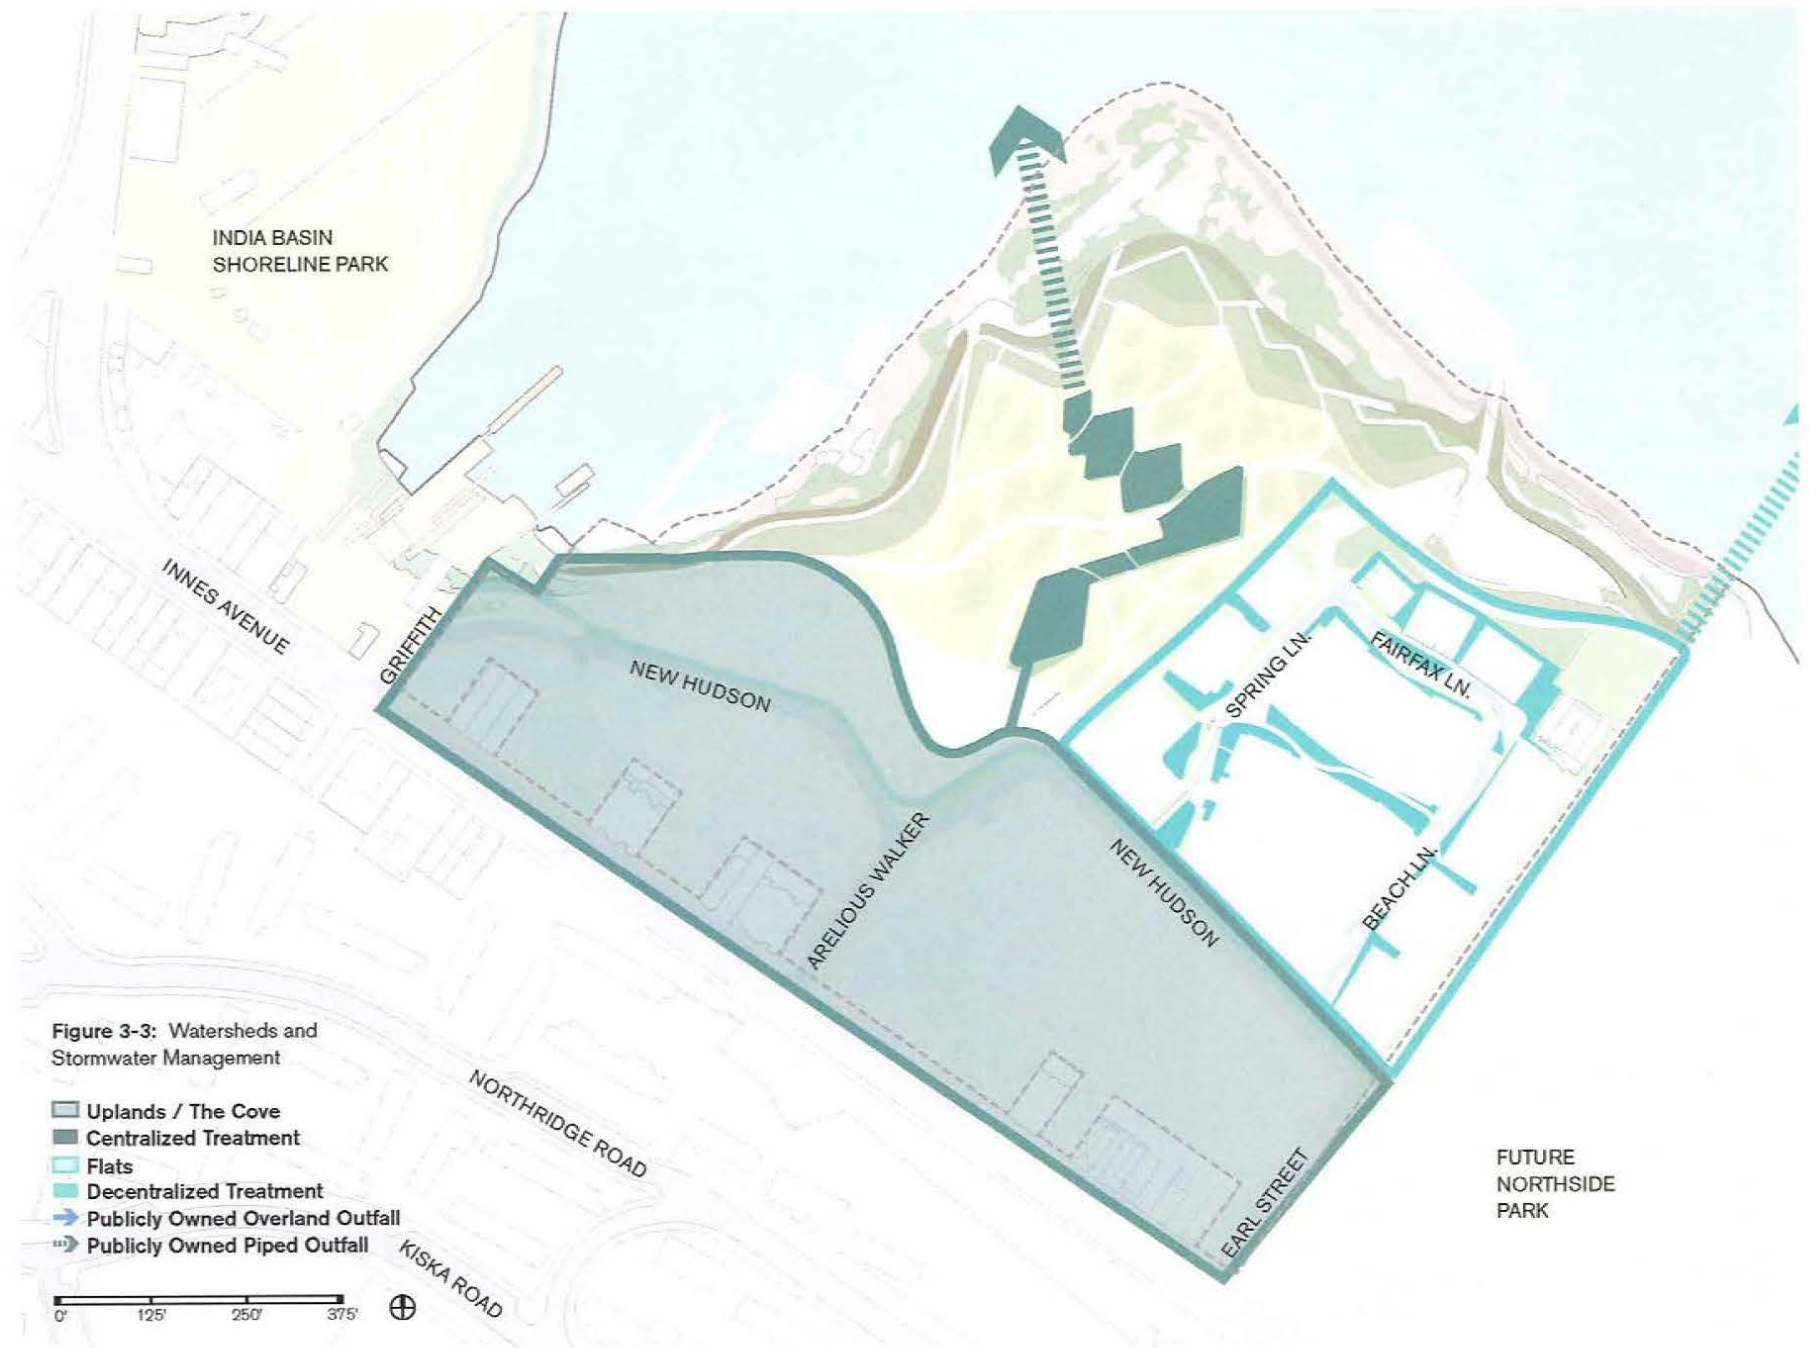 INDIA BASIN
SHORELINE PARK
INNES AVENUE
GRIFFITH
NEW HUDSON
SPRING LN.
FAIRFAX LN.
ARELIOUS WALKER
NEW HUDSON
BEACH LN.
Figure 3-3: Watersheds and
Stormwater Management
Uplands / The Cove
Centralized Treatment
Flats
Decentralized Treatment
Publicly Owned Overland Outfall
Publicly Owned Piped Outfall
0'
125'
250'
375'
NORTHRIDGE ROAD
KISKA ROAD
EARL STREET
FUTURE
NORTHSIDE
PARK